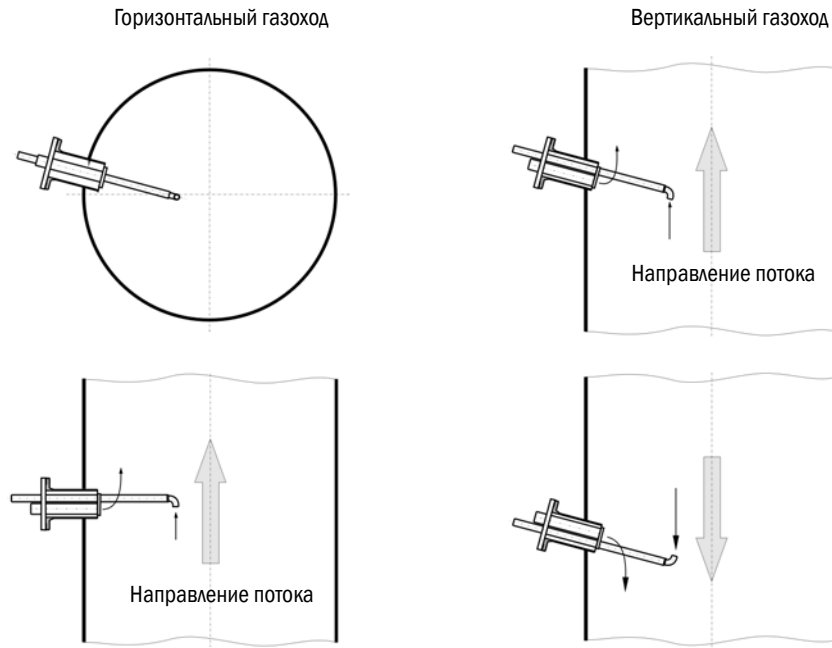 Горизонтальный газоход
Вертикальный газоход
Направление потока
Направление потока